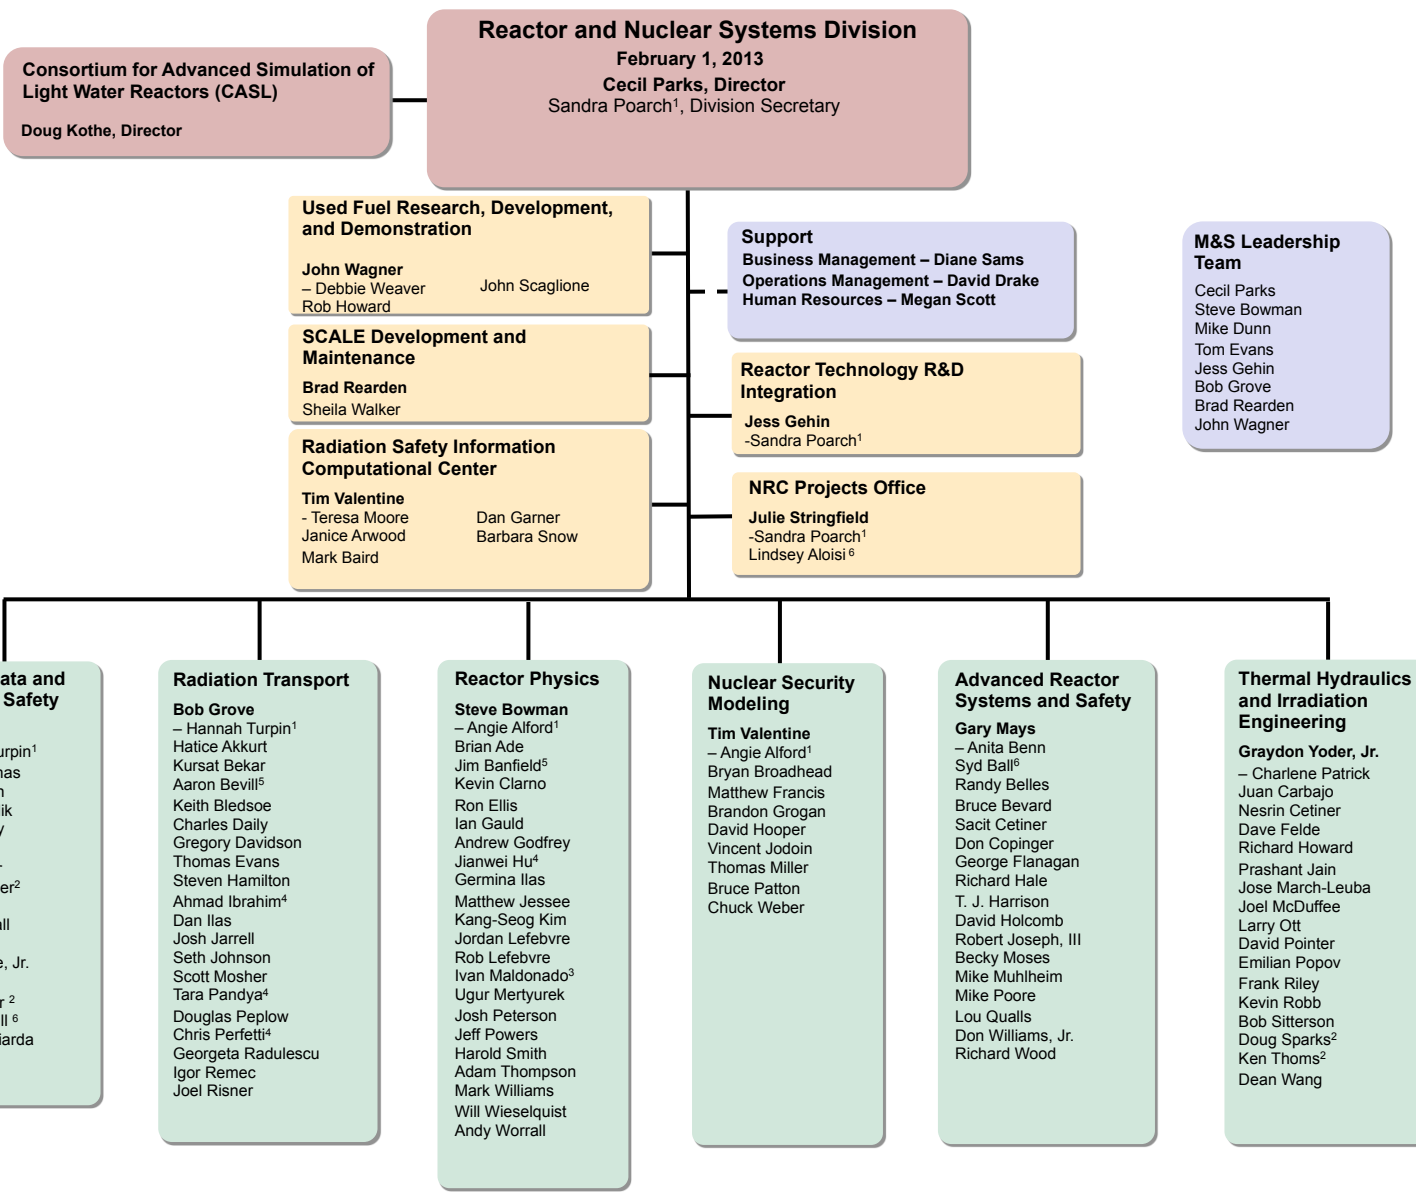 Reactor and Nuclear Systems Division
February 1, 2013
Cecil Parks, Director
Sandra Poarch¹, Division Secretary
Consortium for Advanced Simulation of
Light Water Reactors (CASL)
Doug Kothe, Director
Used Fuel Research, Development,
and Demonstration
John Wagner
– Debbie Weaver
John Scaglione
Rob Howard
SCALE Development and
Maintenance
Brad Rearden
Sheila Walker
Radiation Safety Information
Computational Center
Tim Valentine
- Teresa Moore
Dan Garner
Janice Arwood
Barbara Snow
Mark Baird
Support
Business Management – Diane Sams
Operations Management – David Drake
Human Resources – Megan Scott
Reactor Technology R&D
Integration
Jess Gehin
-Sandra Poarch¹
NRC Projects Office
Julie Stringfield
-Sandra Poarch¹
Lindsey Aloisi ⁶
M&S Leadership
Team
Cecil Parks
Steve Bowman
Mike Dunn
Tom Evans
Jess Gehin
Bob Grove
Brad Rearden
John Wagner
and
Safety
, Jr.
Radiation Transport
Bob Grove
– Hannah Turpin¹
Hatice Akkurt
Kursat Bekar
Aaron Bevill⁵
Keith Bledsoe
Charles Daily
Gregory Davidson
Thomas Evans
Steven Hamilton
Ahmad Ibrahim⁴
Dan Ilas
Josh Jarrell
Seth Johnson
Scott Mosher
Tara Pandya⁴
Douglas Peplow
Chris Perfetti⁴
Georgeta Radulescu
Igor Remec
Joel Risner
Reactor Physics
Steve Bowman
– Angie Alford¹
Brian Ade
Jim Banfield⁵
Kevin Clarno
Ron Ellis
Ian Gauld
Andrew Godfrey
Jianwei Hu⁴
Germina Ilas
Matthew Jessee
Kang-Seog Kim
Jordan Lefebvre
Rob Lefebvre
Ivan Maldonado³
Ugur Mertyurek
Josh Peterson
Jeff Powers
Harold Smith
Adam Thompson
Mark Williams
Will Wieselquist
Andy Worrall
Nuclear Security
Modeling
Tim Valentine
– Angie Alford¹
Bryan Broadhead
Matthew Francis
Brandon Grogan
David Hooper
Vincent Jodoin
Thomas Miller
Bruce Patton
Chuck Weber
Advanced Reactor
Systems and Safety
Gary Mays
– Anita Benn
Syd Ball⁶
Randy Belles
Bruce Bevard
Sacit Cetiner
Don Copinger
George Flanagan
Richard Hale
T. J. Harrison
David Holcomb
Robert Joseph, III
Becky Moses
Mike Muhlheim
Mike Poore
Lou Qualls
Don Williams, Jr.
Richard Wood
Thermal Hydraulics
and Irradiation
Engineering
Graydon Yoder, Jr.
– Charlene Patrick
Juan Carbajo
Nesrin Cetiner
Dave Felde
Richard Howard
Prashant Jain
Jose March-Leuba
Joel McDuffee
Larry Ott
David Pointer
Emilian Popov
Frank Riley
Kevin Robb
Bob Sitterson
Doug Sparks²
Ken Thoms²
Dean Wang